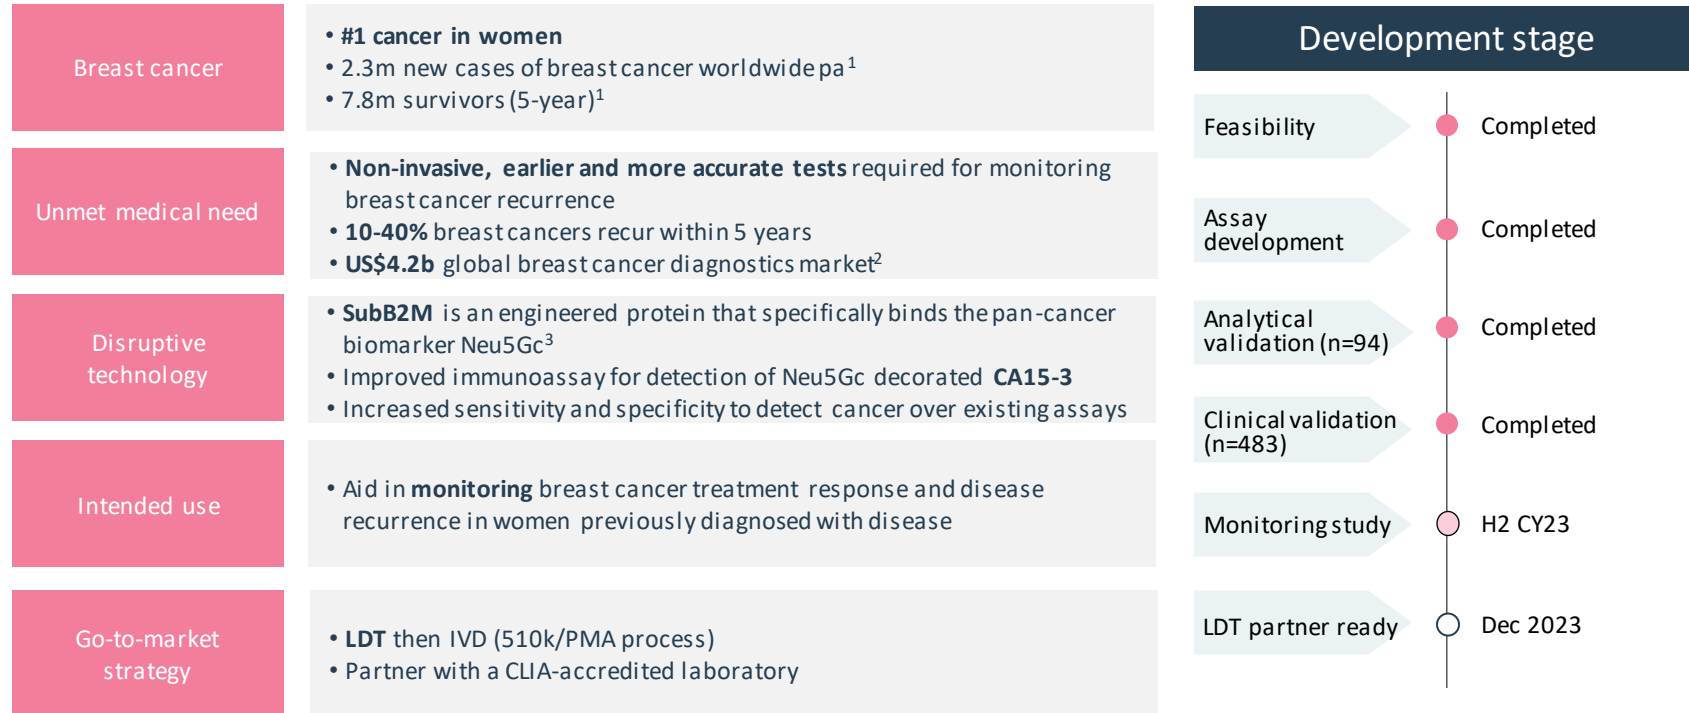 Breast cancer
• #1 cancer in women
• 2.3m new cases of breast cancer worldwide pa¹
• 7.8m survivors (5-year)¹
Unmet medical need
• Non-invasive, earlier and more accurate tests required for monitoring
breast cancer recurrence
• 10-40% breast cancers recur within 5 years
• US$4.2b global breast cancer diagnostics market²
Disruptive
technology
• SubB2M is an engineered protein that specifically binds the pan-cancer
biomarker Neu5Gc³
• Improved immunoassay for detection of Neu5Gc decorated CA15-3
• Increased sensitivity and specificity to detect cancer over existing assays
Intended use
• Aid in monitoring breast cancer treatment response and disease
recurrence in women previously diagnosed with disease
Go-to-market
strategy
• LDT then IVD (510k/PMA process)
• Partner with a CLIA-accredited laboratory
Development stage
Feasibility
Completed
Assay
development
Completed
Analytical
validation (n=94)
Completed
Clinical validation
(n=483)
Completed
Monitoring study
H2 CY23
LDT partner ready
Dec 2023